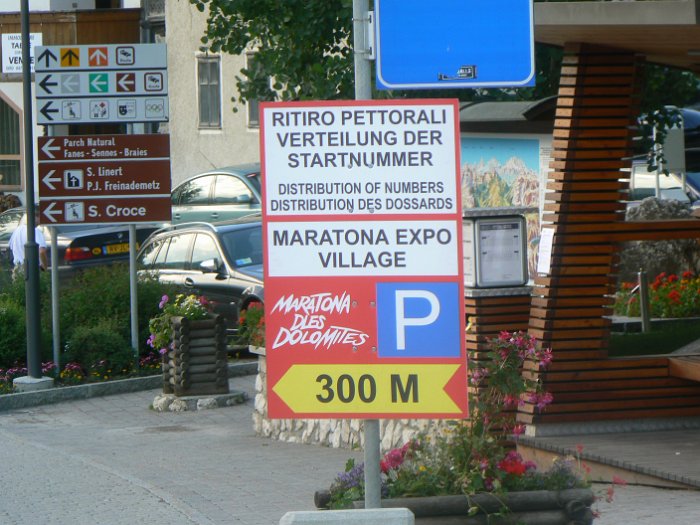 RITIRO PETTORALI
VERTEILUNG DER
STARTNUMMER
DISTRIBUTION OF NUMBERS
DISTRIBUTION DES DOSSARDS
MARATONA EXPO
VILLAGE
MARATONA
DLES
DOLOMITES
P
300 M
Parch Natural
Fanes - Sennes - Braies
S. Linert
P.J. Freinademetz
S. Croce